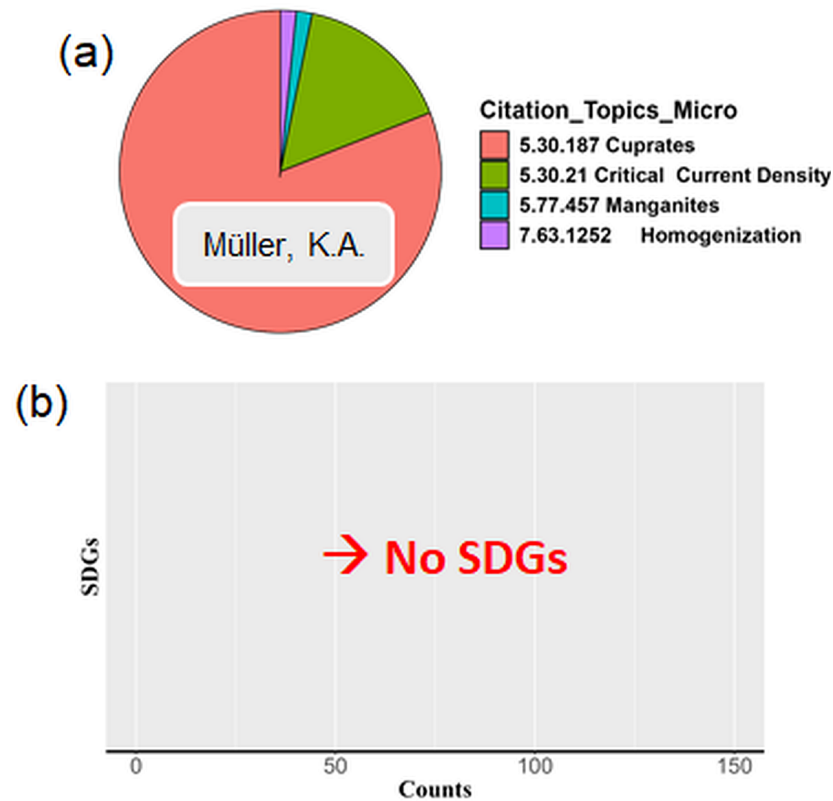 (a)
Müller, K.A.
Citation_Topics_Micro
5.30.187 Cuprates
5.30.21 Critical Current Density
5.77.457 Manganites
7.63.1252 Homogenization
(b)
SDGs
→ No SDGs
0 50 100 150
Counts